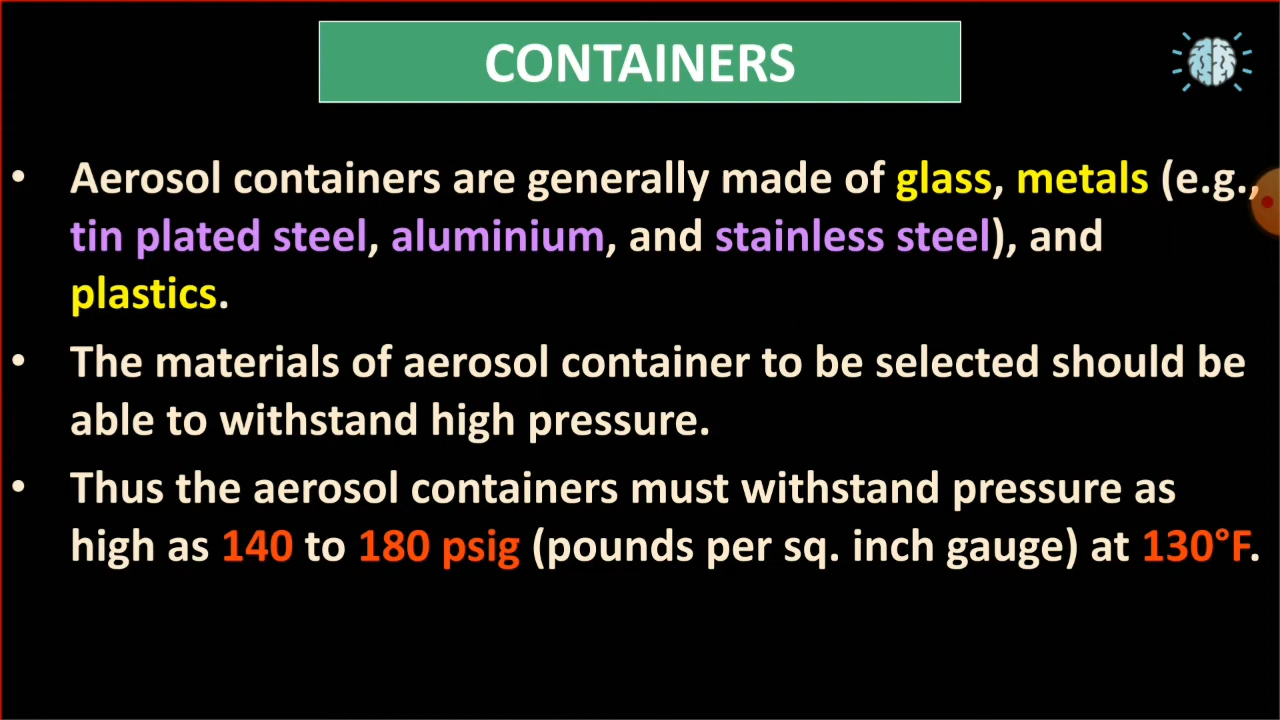 CONTAINERS
• Aerosol containers are generally made of glass, metals (e.g.,
tin plated steel, aluminium, and stainless steel), and
plastics.
• The materials of aerosol container to be selected should be
able to withstand high pressure.
• Thus the aerosol containers must withstand pressure as
high as 140 to 180 psig (pounds per sq. inch gauge) at 130°F.